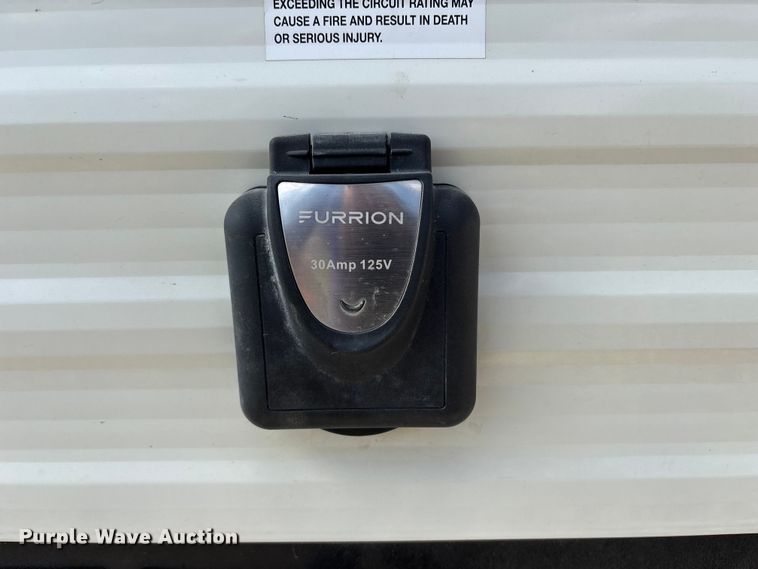 EXCEEDING THE CIRCUIT RATING MAY
CAUSE A FIRE AND RESULT IN DEATH
OR SERIOUS INJURY.
FURRION
30Amp 125V
Purple Wave Auction